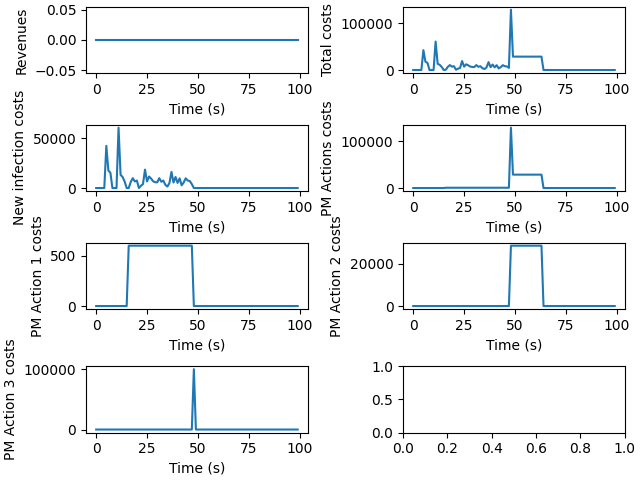 Revenues
0.05
0.00
−0.05
0 25 50 75 100
Time (s)
Total costs
100000
0
0 25 50 75 100
Time (s)
New infection costs
50000
0
0 25 50 75 100
Time (s)
PM Actions costs
100000
0
0 25 50 75 100
Time (s)
PM Action 1 costs
500
0
0 25 50 75 100
Time (s)
PM Action 2 costs
20000
0
0 25 50 75 100
Time (s)
PM Action 3 costs
100000
0
0 25 50 75 100
Time (s)
1.0
0.5
0.0
0.0 0.2 0.4 0.6 0.8 1.0